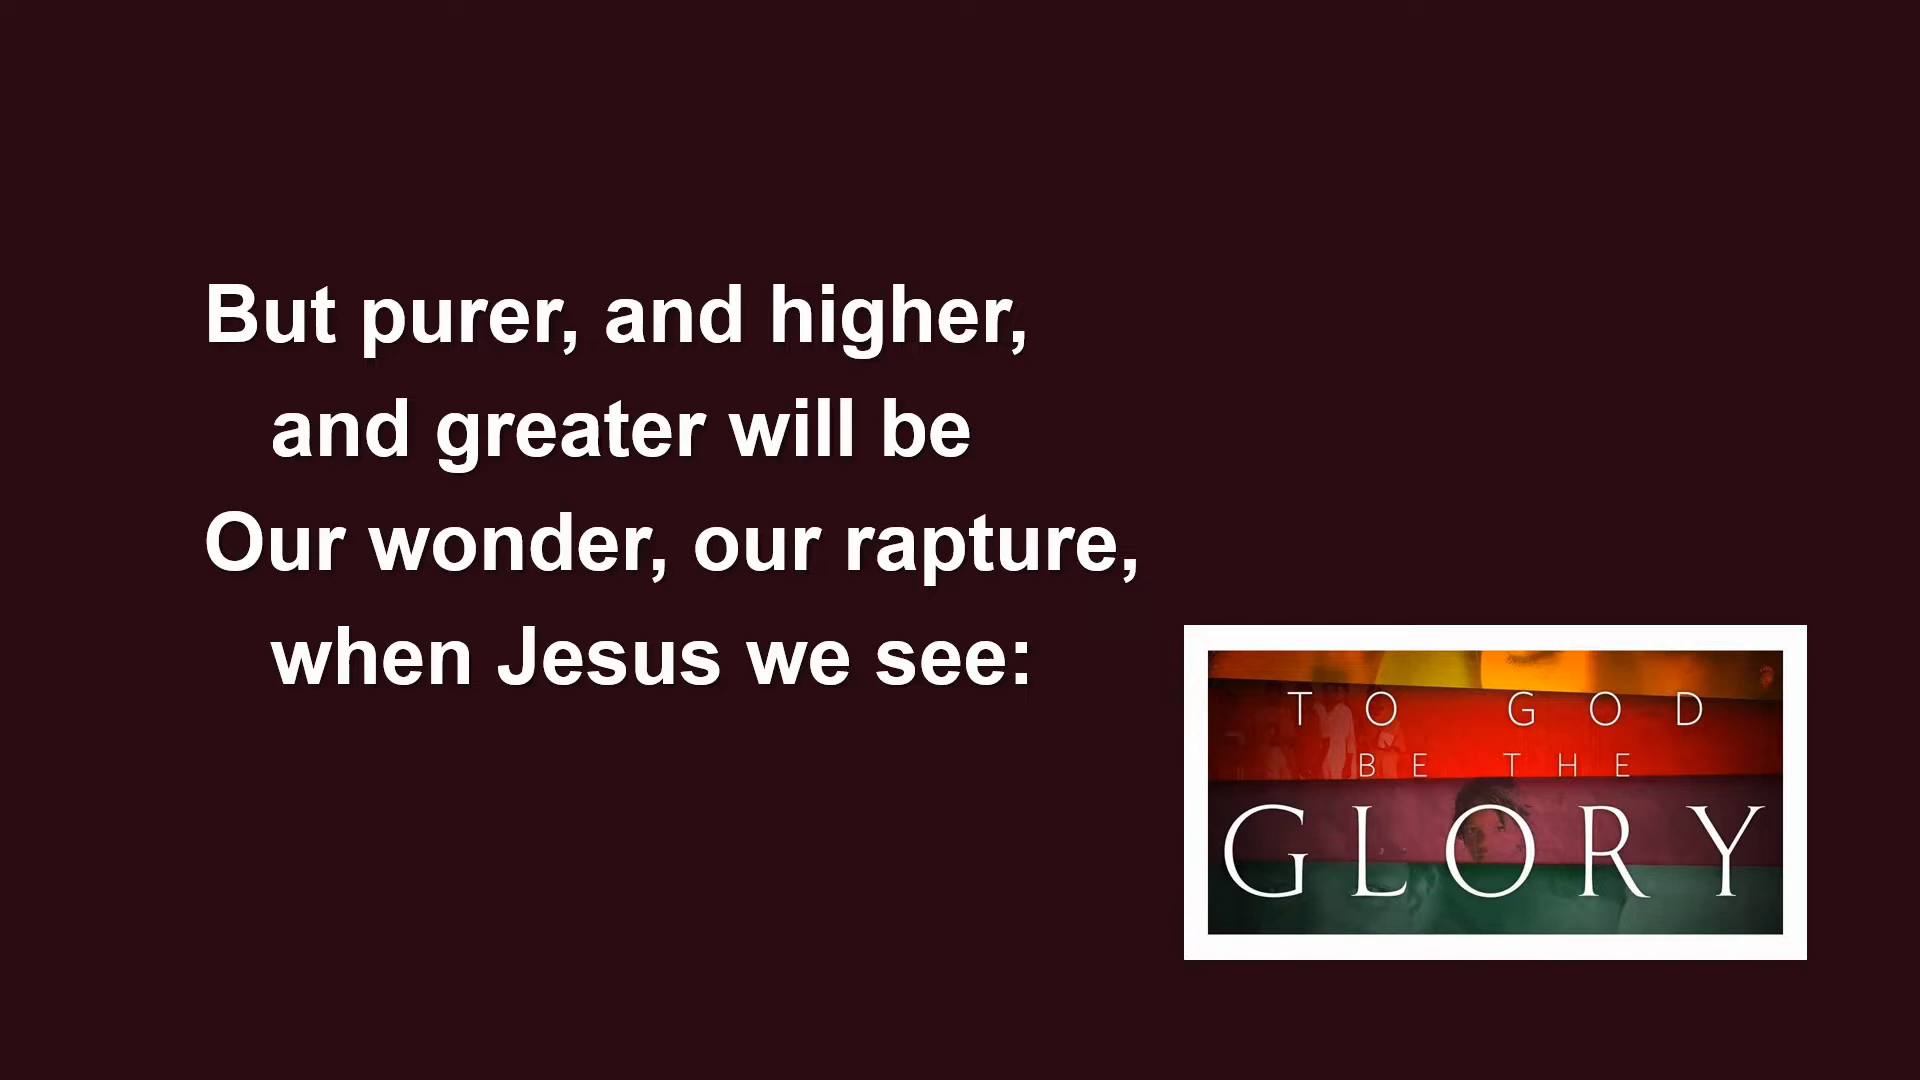 But purer, and higher,
and greater will be
Our wonder, our rapture,
when Jesus we see:
TO GOD
BE THE
GLORY